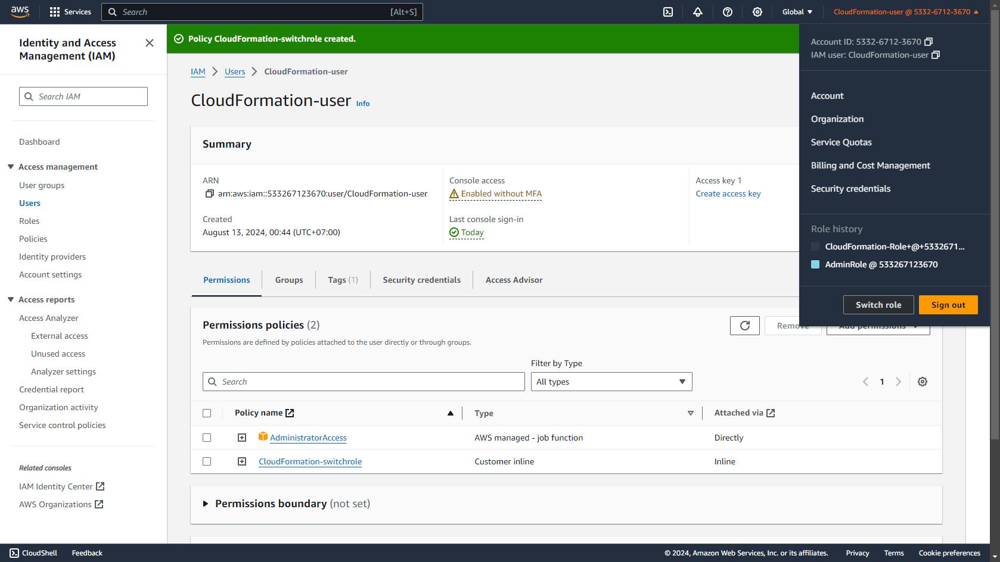 aws
Services
Search
[Alt+S]
Global
CloudFormation-user @ 5332-6712-3670
Identity and Access
Management (IAM)
Search IAM
Dashboard
Access management
User groups
Users
Roles
Policies
Identity providers
Account settings
Access reports
Access Analyzer
External access
Unused access
Analyzer settings
Credential report
Organization activity
Service control policies
Related consoles
IAM Identity Center
AWS Organizations
Policy CloudFormation-switchrole created.
IAM
Users
CloudFormation-user
CloudFormation-user Info
Summary
ARN
arn:aws:iam::533267123670:user/CloudFormation-user
Created
August 13, 2024, 00:44 (UTC+07:00)
Console access
Enabled without MFA
Last console sign-in
Today
Access key 1
Create access key
Permissions
Groups
Tags (1)
Security credentials
Access Advisor
Permissions policies (2)
Permissions are defined by policies attached to the user directly or through groups.
Remove
Add permissions
Filter by Type
Search
All types
1
Policy name
Type
Attached via
AdministratorAccess
AWS managed - job function
Directly
CloudFormation-switchrole
Customer inline
Inline
Permissions boundary (not set)
Account ID: 5332-6712-3670
IAM user: CloudFormation-user
Account
Organization
Service Quotas
Billing and Cost Management
Security credentials
Role history
CloudFormation-Role+@+5332671...
AdminRole @ 533267123670
Switch role
Sign out
CloudShell
Feedback
© 2024, Amazon Web Services, Inc. or its affiliates.
Privacy
Terms
Cookie preferences